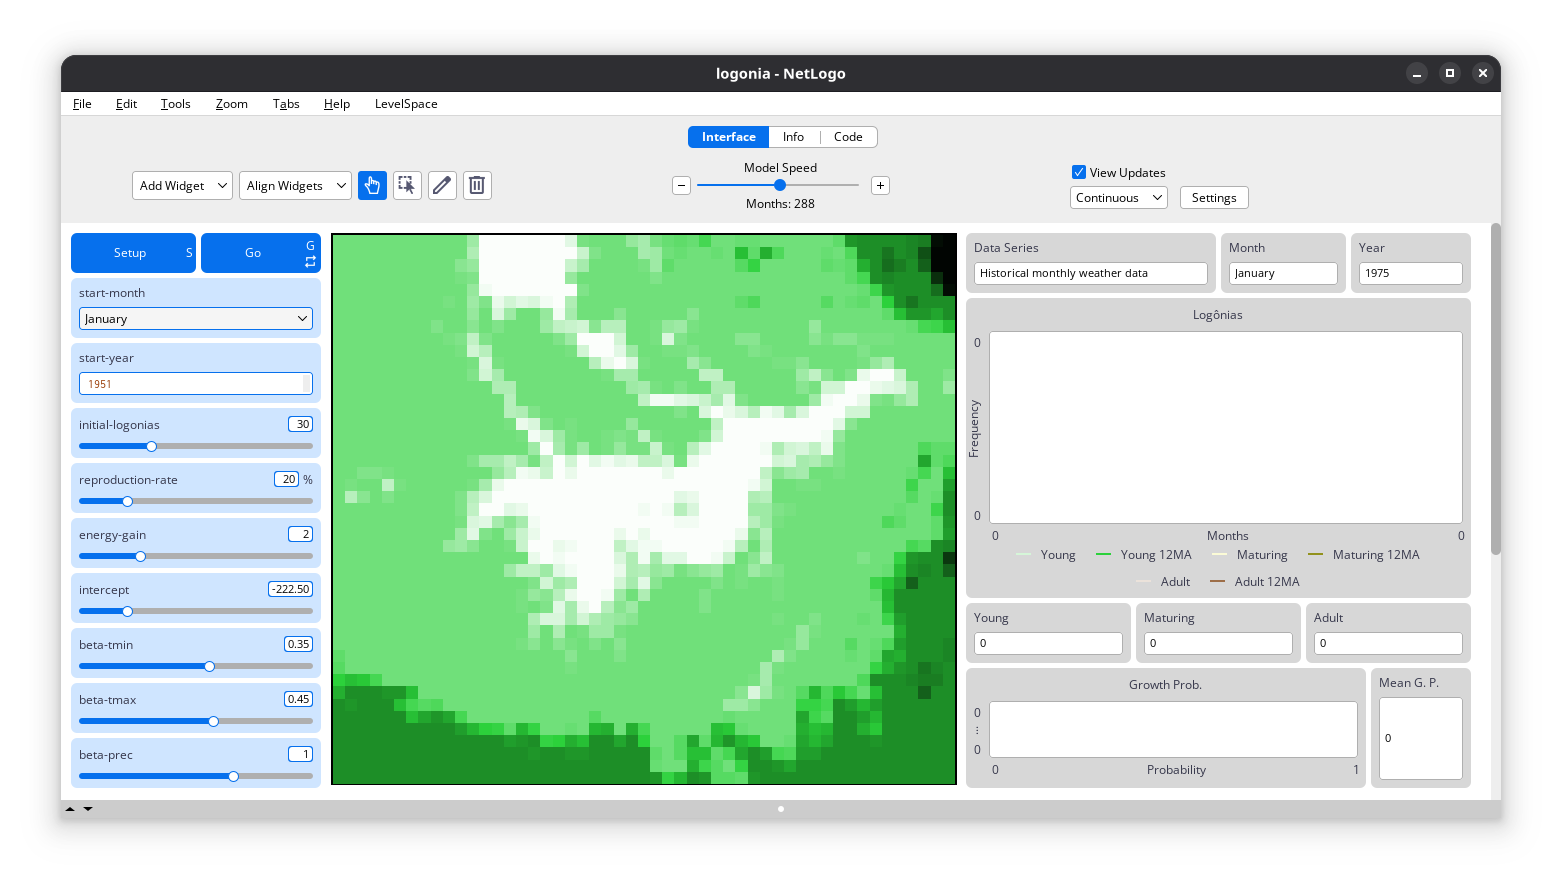 logonia - NetLogo
File Edit Tools Zoom Tabs Help LevelSpace
Interface Info Code
Add Widget Align Widgets
Model Speed
Months: 288
View Updates
Continuous Settings
Setup S
Go G
start-month
January
start-year
1951
initial-logonias 30
reproduction-rate 20 %
energy-gain 2
intercept -222.50
beta-tmin 0.35
beta-tmax 0.45
beta-prec 1
Data Series
Historical monthly weather data
Month
January
Year
1975
Logônias
0
Frequency
0
0 Months 0
Young Young 12MA Maturing Maturing 12MA
Adult Adult 12MA
Young
0
Maturing
0
Adult
0
Growth Prob.
0
0
0 Probability 1
Mean G. P.
0